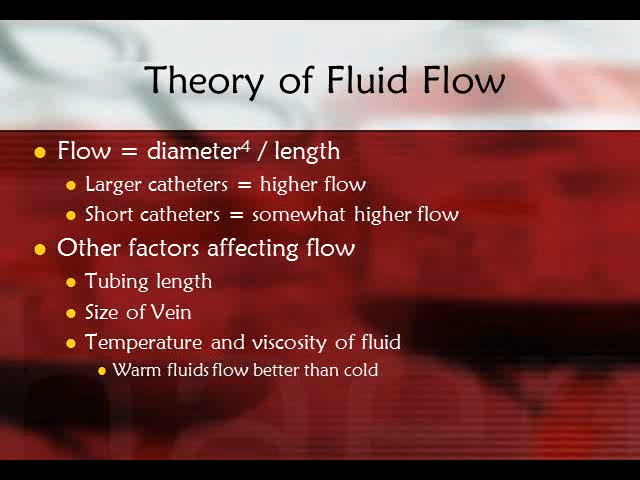 Theory of Fluid Flow
Flow = diameter⁴ / length
Larger catheters = higher flow
Short catheters = somewhat higher flow
Other factors affecting flow
Tubing length
Size of Vein
Temperature and viscosity of fluid
Warm fluids flow better than cold